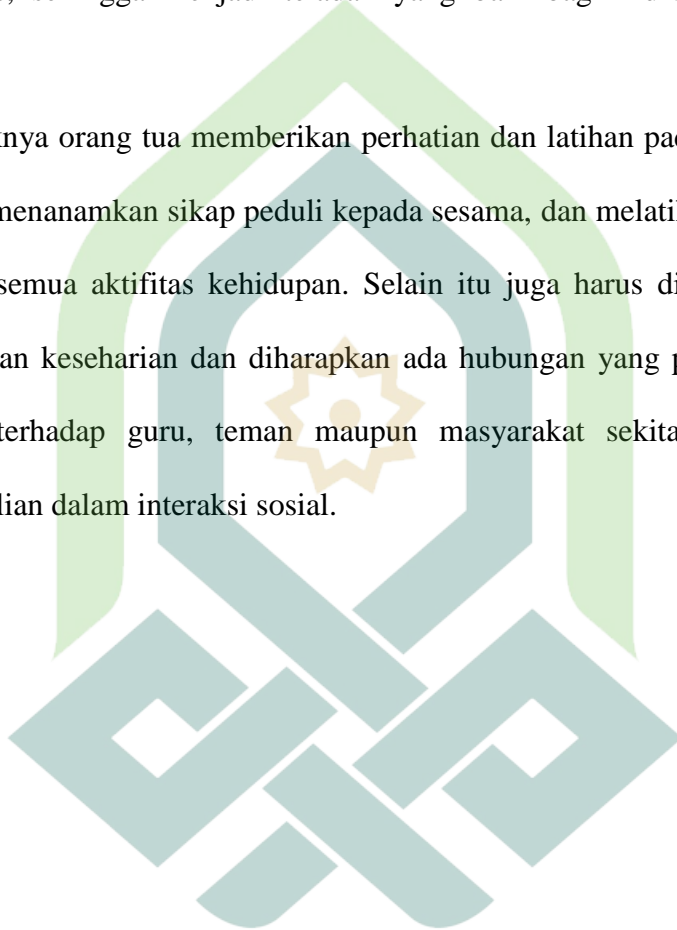 knya orang tua memberikan perhatian dan latihan pad
menanamkan sikap peduli kepada sesama, dan melatil
semua aktifitas kehidupan. Selain itu juga harus di
an keseharian dan diharapkan ada hubungan yang p
terhadap guru, teman maupun masyarakat sekita
lian dalam interaksi sosial.